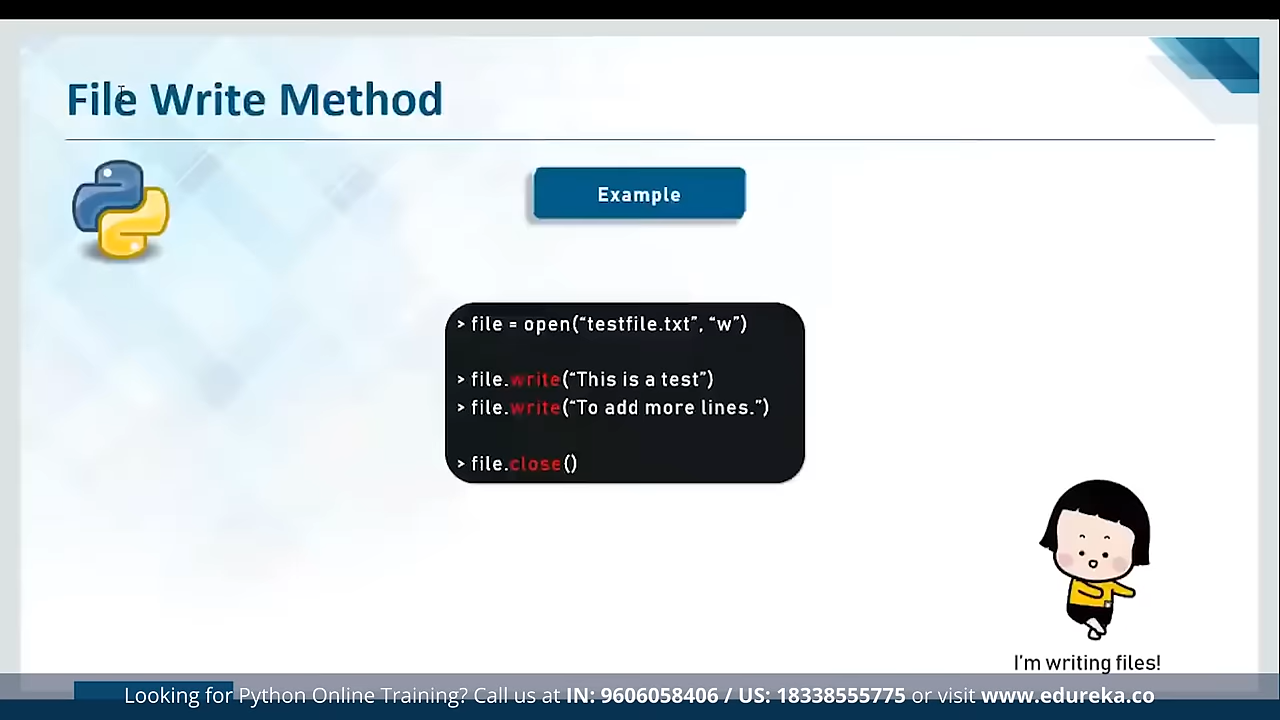 File Write Method
Example
> file = open(“testfile.txt”, “w”)
> file.write(“This is a test”)
> file.write(“To add more lines.”)
> file.close()
I'm writing files!
Looking for Python Online Training? Call us at IN: 9606058406 / US: 18338555775 or visit www.edureka.co